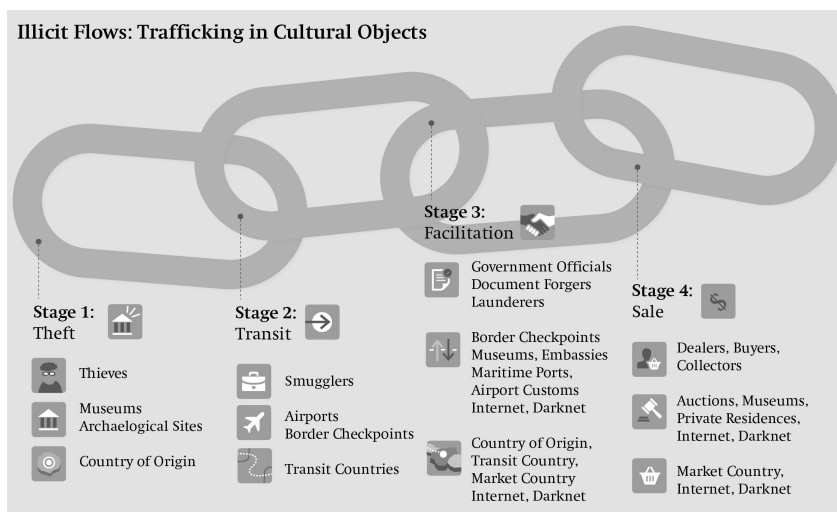 Illicit Flows: Trafficking in Cultural Objects
Stage 1:
Theft
Thieves
Museums
Archaelogical Sites
Country of Origin
Stage 2:
Transit
Smugglers
Airports
Border Checkpoints
Transit Countries
Stage 3:
Facilitation
Government Officials
Document Forgers
Launderers
Border Checkpoints
Museums, Embassies
Maritime Ports,
Airport Customs
Internet, Darknet
Country of Origin,
Transit Country,
Market Country
Internet, Darknet
Stage 4:
Sale
Dealers, Buyers,
Collectors
Auctions, Museums,
Private Residences,
Internet, Darknet
Market Country,
Internet, Darknet